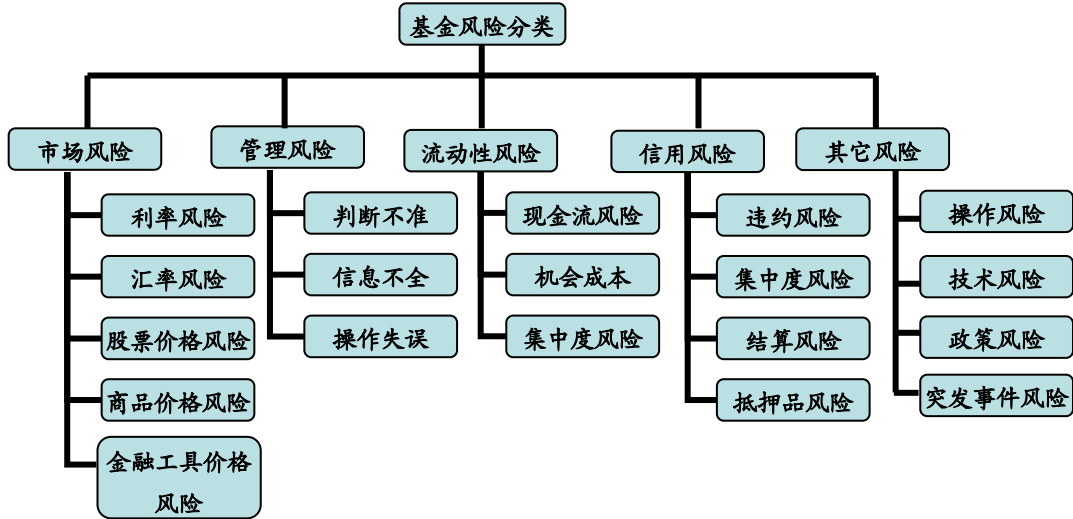 基金风险分类
市场风险
管理风险
流动性风险
信用风险
其它风险
利率风险
汇率风险
股票价格风险
商品价格风险
金融工具价格
风险
判断不准
信息不全
操作失误
现金流风险
机会成本
集中度风险
违约风险
集中度风险
结算风险
抵押品风险
操作风险
技术风险
政策风险
突发事件风险